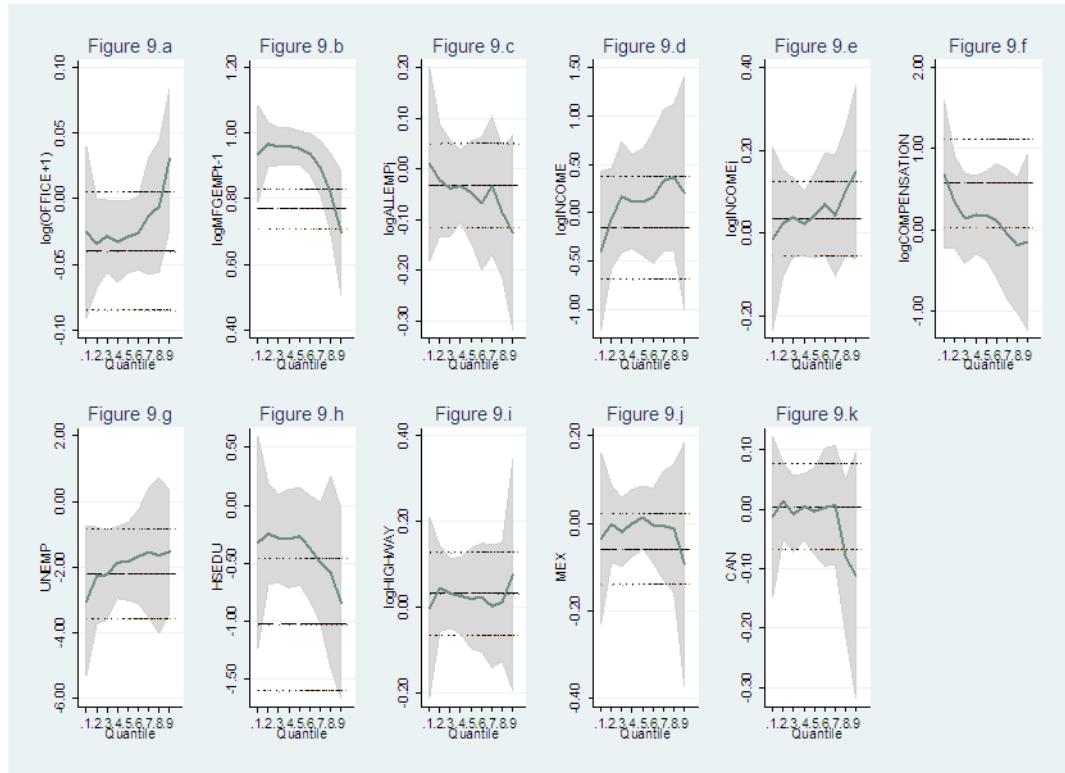 Figure 9.a
Figure 9.b
Figure 9.c
Figure 9.d
Figure 9.e
Figure 9.f
log(OFFICE+1)
0.10
0.05
0.00
-0.05
-0.10
logMFGEMPt-1
1.20
1.00
0.80
0.60
0.40
logALLEMPj
0.20
0.10
0.00
-0.10
-0.20
-0.30
logINCOME
1.50
1.00
0.50
0.00
-0.50
-1.00
logINCOMEj
0.40
0.20
0.00
-0.20
logCOMPENSATION
2.00
1.00
0.00
-1.00
.1.2.3.4.5.6.7.8.9
Quantile
.1.2.3.4.5.6.7.8.9
Quantile
.1.2.3.4.5.6.7.8.9
Quantile
.1.2.3.4.5.6.7.8.9
Quantile
.1.2.3.4.5.6.7.8.9
Quantile
.1.2.3.4.5.6.7.8.9
Quantile
Figure 9.g
Figure 9.h
Figure 9.i
Figure 9.j
Figure 9.k
UNEMP
2.00
0.00
-2.00
-4.00
-6.00
HSEDU
0.50
0.00
-0.50
-1.00
-1.50
logHIGHWAY
0.40
0.20
0.00
-0.20
MEX
0.20
0.00
-0.20
-0.40
CAN
0.10
0.00
-0.10
-0.20
-0.30
.1.2.3.4.5.6.7.8.9
Quantile
.1.2.3.4.5.6.7.8.9
Quantile
.1.2.3.4.5.6.7.8.9
Quantile
.1.2.3.4.5.6.7.8.9
Quantile
.1.2.3.4.5.6.7.8.9
Quantile